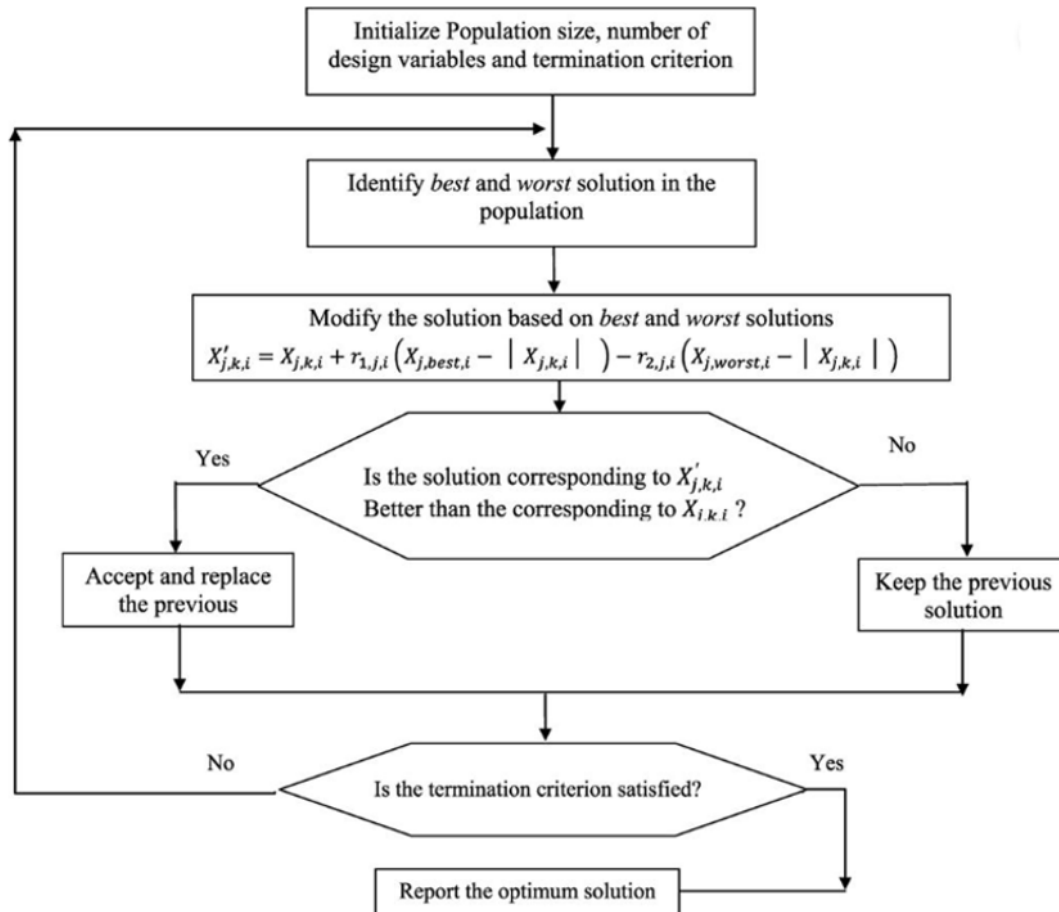 Initialize Population size, number of
design variables and termination criterion
Identify best and worst solution in the
population
Modify the solution based on best and worst solutions
X′j,k,i = Xj,k,i + r1,j,i (Xj,best,i − | Xj,k,i | ) − r2,j,i (Xj,worst,i − | Xj,k,i | )
Yes
No
Is the solution corresponding to X′j,k,i
Better than the corresponding to Xj,k,i ?
Accept and replace
the previous
Keep the previous
solution
No
Yes
Is the termination criterion satisfied?
Report the optimum solution